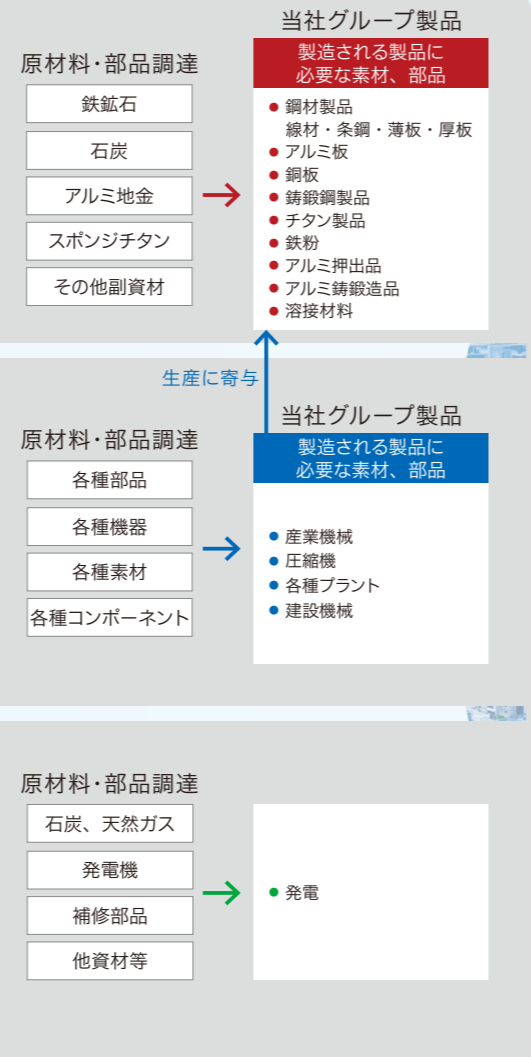 原材料・部品調達
鉄鉱石
石炭
アルミ地金
スポンジチタン
その他副資材
当社グループ製品
製造される製品に
必要な素材、部品
● 鋼材製品
線材・条鋼・薄板・厚板
● アルミ板
● 銅板
● 鋳鍛鋼製品
● チタン製品
● 鉄粉
● アルミ押出品
● アルミ鋳鍛造品
● 溶接材料
生産に寄与
原材料・部品調達
各種部品
各種機器
各種素材
各種コンポーネント
当社グループ製品
製造される製品に
必要な素材、部品
● 産業機械
● 圧縮機
● 各種プラント
● 建設機械
原材料・部品調達
石炭、天然ガス
発電機
補修部品
他資材等
● 発電